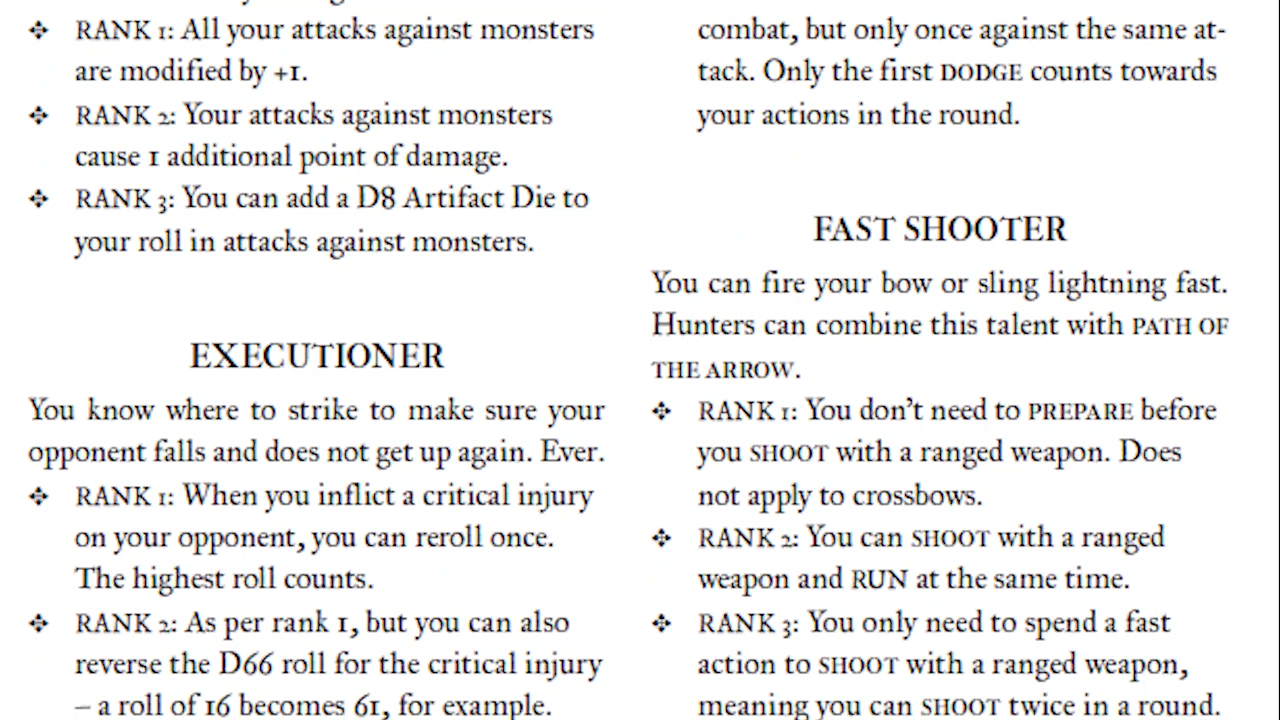 RANK 1: All your attacks against monsters
are modified by +1.
RANK 2: Your attacks against monsters
cause 1 additional point of damage.
RANK 3: You can add a D8 Artifact Die to
your roll in attacks against monsters.
EXECUTIONER
You know where to strike to make sure your
opponent falls and does not get up again. Ever.
RANK 1: When you inflict a critical injury
on your opponent, you can reroll once.
The highest roll counts.
RANK 2: As per rank 1, but you can also
reverse the D66 roll for the critical injury
– a roll of 16 becomes 61, for example.
combat, but only once against the same at-
tack. Only the first DODGE counts towards
your actions in the round.
FAST SHOOTER
You can fire your bow or sling lightning fast.
Hunters can combine this talent with PATH OF
THE ARROW.
RANK 1: You don't need to PREPARE before
you SHOOT with a ranged weapon. Does
not apply to crossbows.
RANK 2: You can SHOOT with a ranged
weapon and RUN at the same time.
RANK 3: You only need to spend a fast
action to SHOOT with a ranged weapon,
meaning you can SHOOT twice in a round.